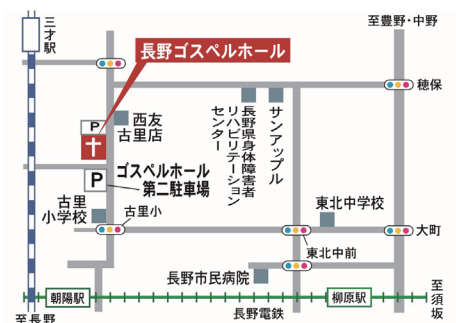 三才駅
至豊野・中野
長野ゴスペルホール
穂保
P
西友
古里店
長野県身体障害者
リハビリテーション
センター
サンアップル
P
ゴスペルホール
第二駐車場
古里
小学校
古里小
東北中学校
大町
東北中前
長野市民病院
至須坂
朝陽駅
柳原駅
長野電鉄
至長野